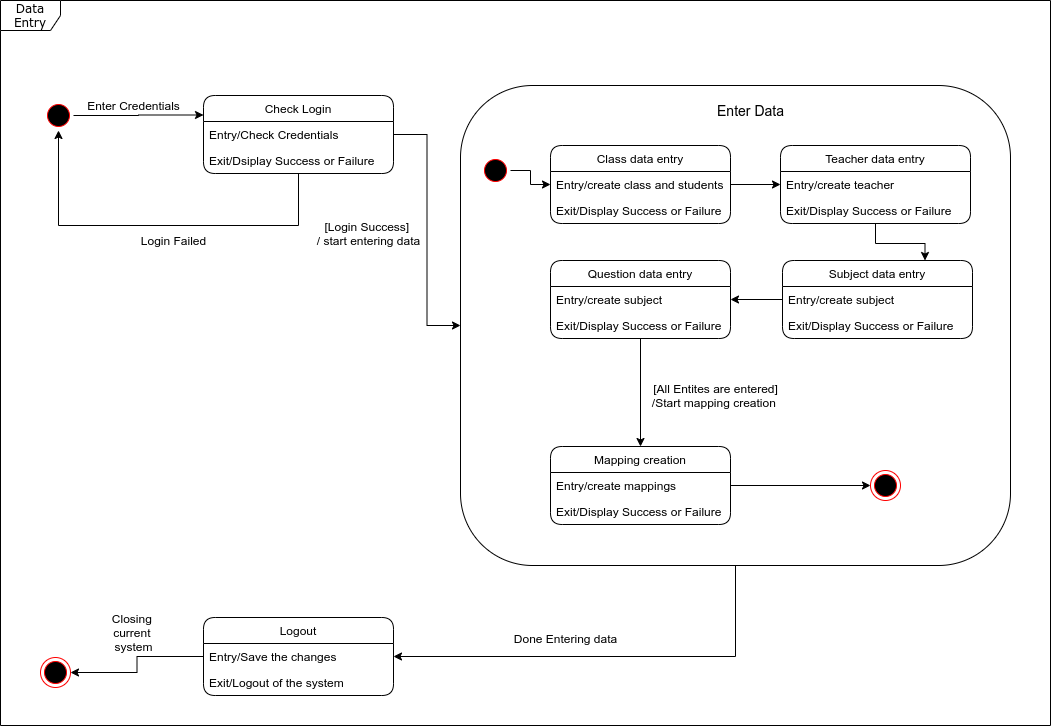 Data
Entry
Enter Credentials
Check Login
Entry/Check Credentials
Exit/Dsiplay Success or Failure
Login Failed
[Login Success]
/ start entering data
Enter Data
Class data entry
Entry/create class and students
Exit/Display Success or Failure
Teacher data entry
Entry/create teacher
Exit/Display Success or Failure
Question data entry
Entry/create subject
Exit/Display Success or Failure
Subject data entry
Entry/create subject
Exit/Display Success or Failure
[All Entites are entered]
/Start mapping creation
Mapping creation
Entry/create mappings
Exit/Display Success or Failure
Closing
current
system
Logout
Entry/Save the changes
Exit/Logout of the system
Done Entering data